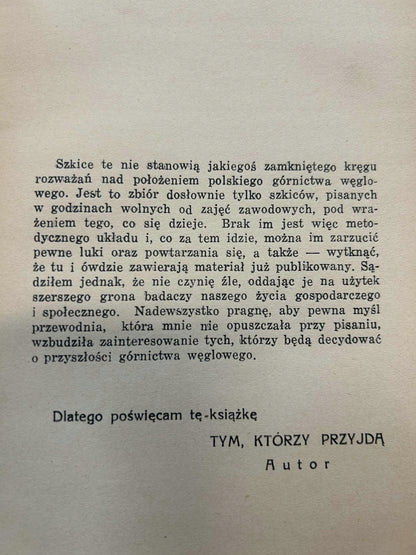 Szkice te nie stanowią jakiegoś zamkniętego kręgu
rozważań nad położeniem polskiego górnictwa węglo-
wego. Jest to zbiór dosłownie tylko szkiców, pisanych
w godzinach wolnych od zajęć zawodowych, pod wra-
żeniem tego, co się dzieje. Brak im jest więc meto-
dycznego układu i, co za tem idzie, można im zarzucić
pewne luki oraz powtarzania się, a także — wytknąć,
że tu i ówdzie zawierają materiał już publikowany. Są-
dziłem jednak, że nie czynię źle, oddając je na użytek
szerszego grona badaczy naszego życia gospodarczego
i społecznego. Nadewszystko pragnę, aby pewna myśl
przewodnia, która mnie nie opuszczała przy pisaniu,
wzbudziła zainteresowanie tych, którzy będą decydować
o przyszłości górnictwa węglowego.
Dlatego poświęcam tę-książkę
TYM, KTÓRZY PRZYJDĄ
Autor